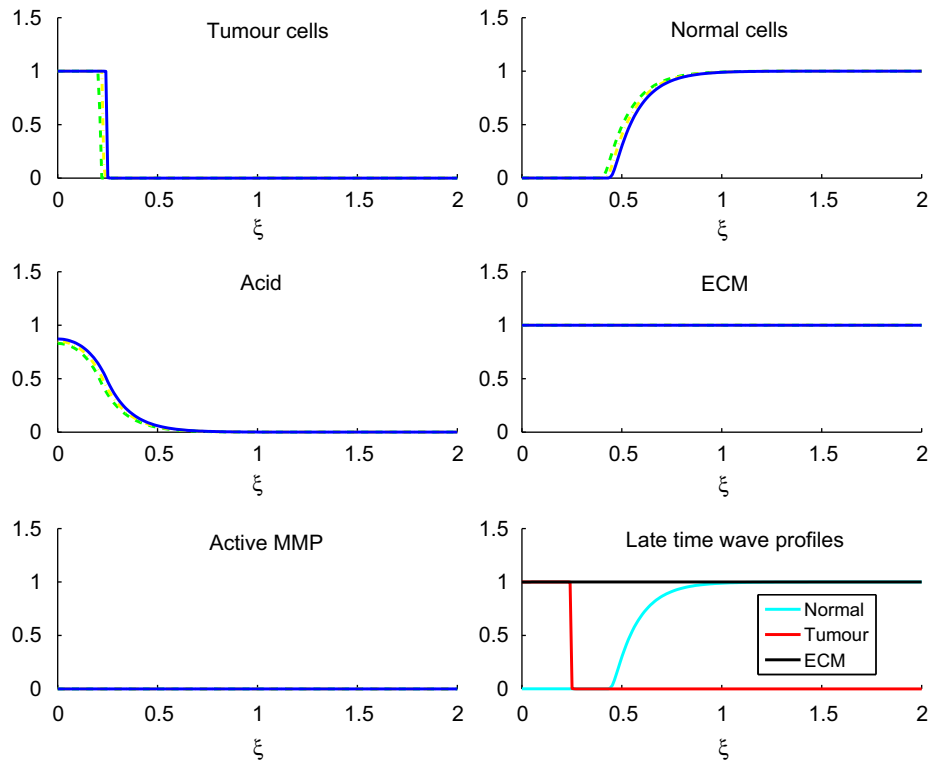 Tumour cells
1.5
1
0.5
0
0 0.5 1 1.5 2
ξ
Normal cells
1.5
1
0.5
0
0 0.5 1 1.5 2
ξ
Acid
1.5
1
0.5
0
0 0.5 1 1.5 2
ξ
ECM
1.5
1
0.5
0
0 0.5 1 1.5 2
ξ
Active MMP
1.5
1
0.5
0
0 0.5 1 1.5 2
ξ
Late time wave profiles
1.5
1
0.5
0
Normal
Tumour
ECM
0 0.5 1 1.5 2
ξ